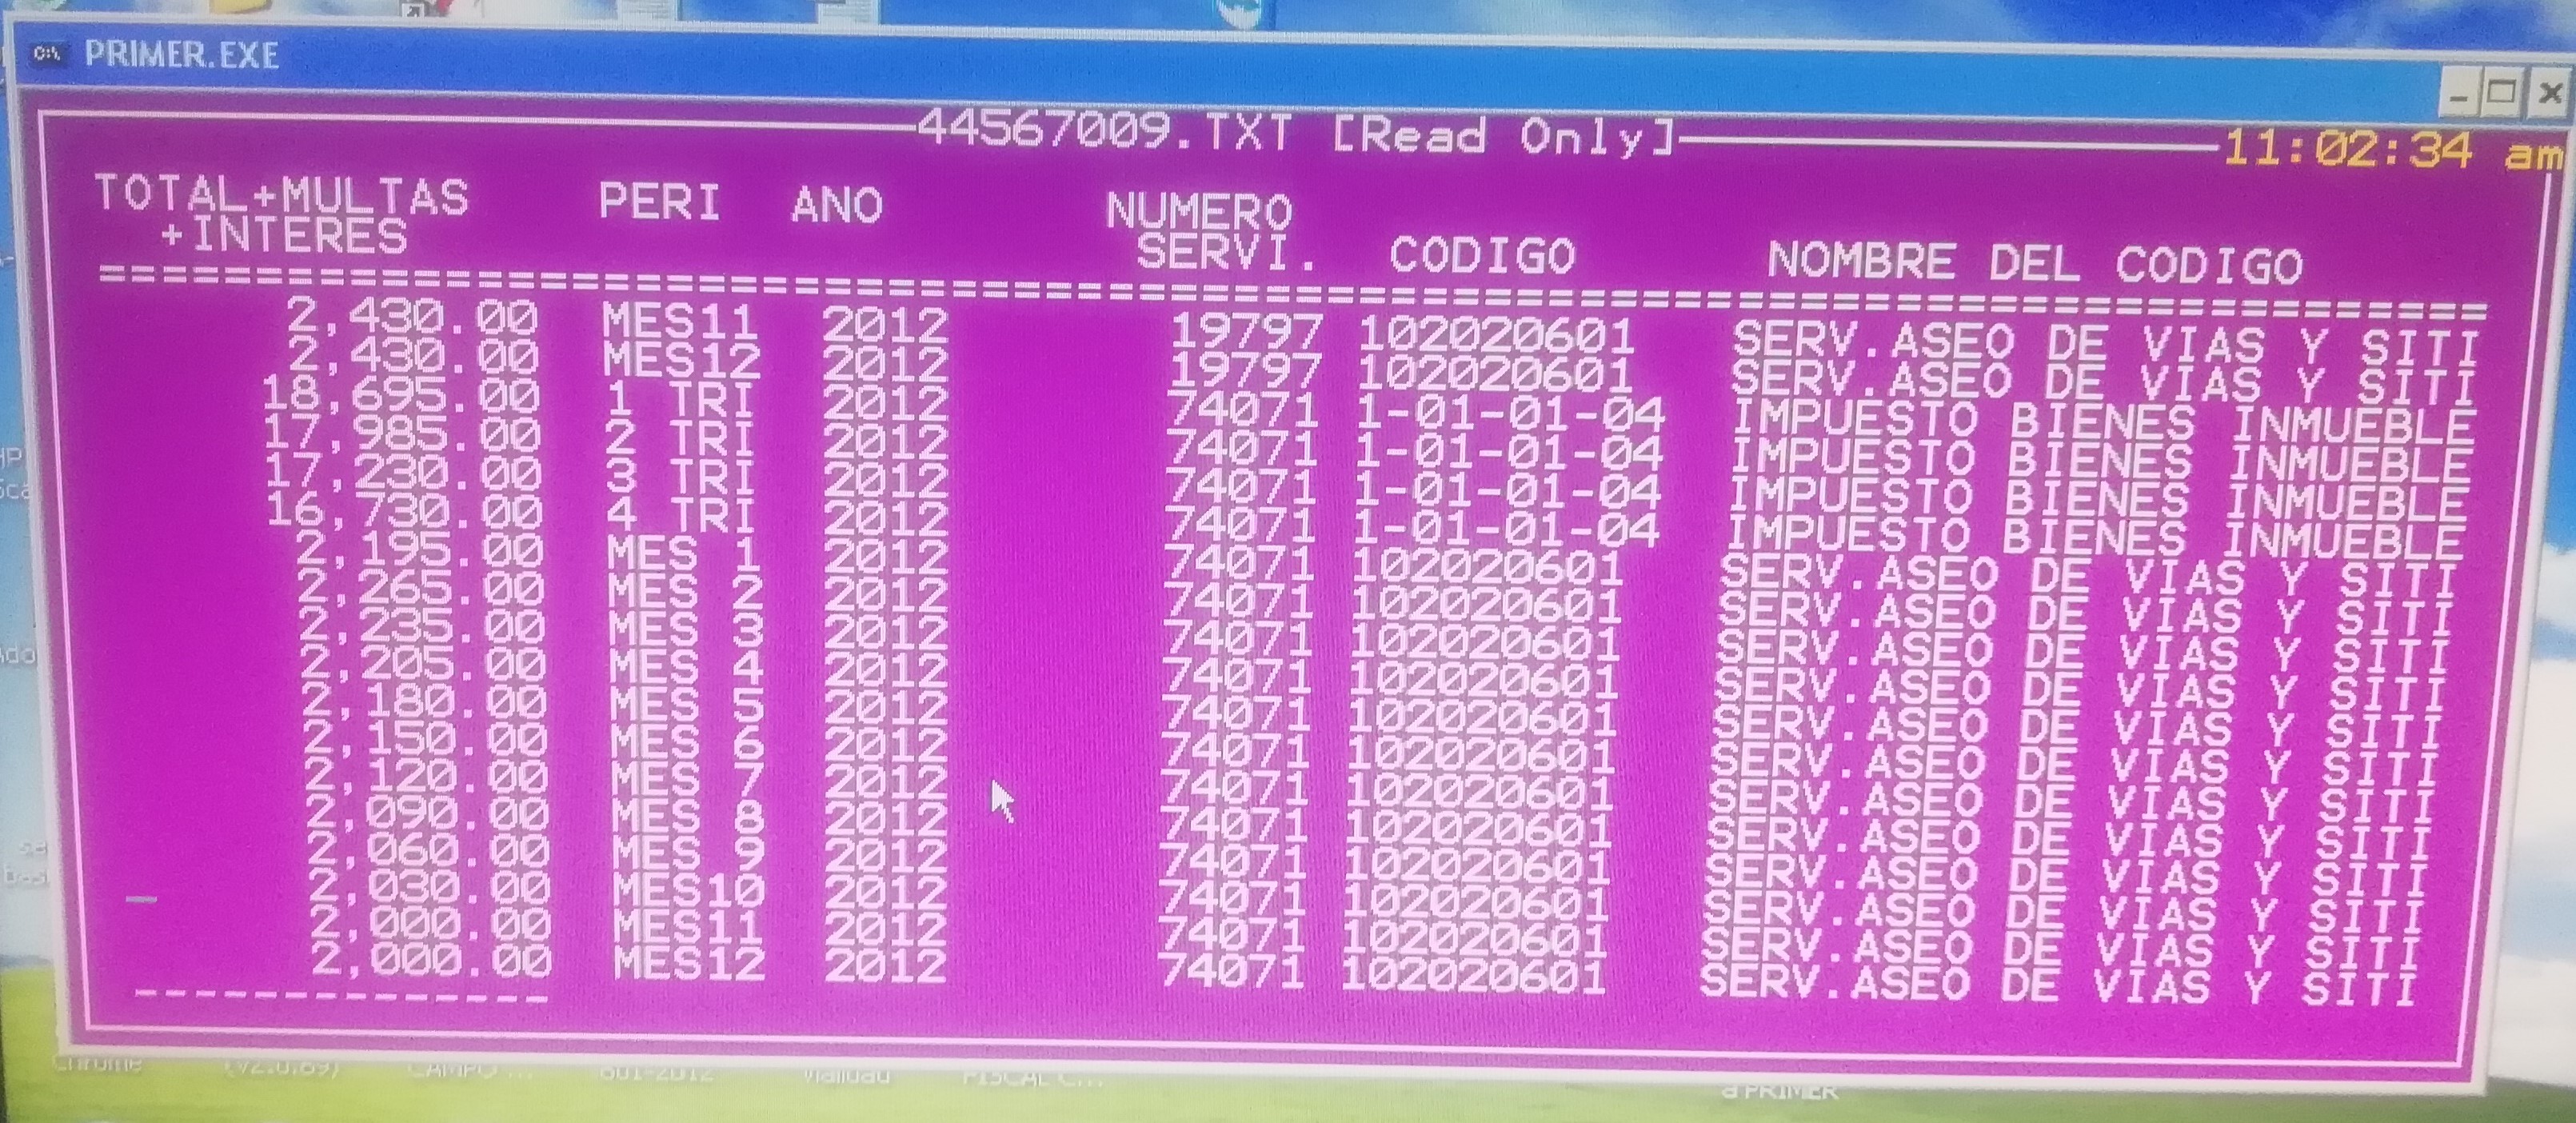 PRIMER.EXE
44567009.TXT [Read Only]
11:02:34 am
TOTAL+MULTAS PERI ANO NUMERO
+INTERES SERVI. CODIGO NOMBRE DEL CODIGO
============================================================================
2,430.00 MES11 2012 19797 102020601 SERV.ASEO DE VIAS Y SITI
2,430.00 MES12 2012 19797 102020601 SERV.ASEO DE VIAS Y SITI
18,695.00 1 TRI 2012 74071 1-01-01-04 IMPUESTO BIENES INMUEBLE
17,985.00 2 TRI 2012 74071 1-01-01-04 IMPUESTO BIENES INMUEBLE
17,230.00 3 TRI 2012 74071 1-01-01-04 IMPUESTO BIENES INMUEBLE
16,730.00 4 TRI 2012 74071 1-01-01-04 IMPUESTO BIENES INMUEBLE
2,195.00 MES 1 2012 74071 102020601 SERV.ASEO DE VIAS Y SITI
2,265.00 MES 2 2012 74071 102020601 SERV.ASEO DE VIAS Y SITI
2,235.00 MES 3 2012 74071 102020601 SERV.ASEO DE VIAS Y SITI
2,205.00 MES 4 2012 74071 102020601 SERV.ASEO DE VIAS Y SITI
2,180.00 MES 5 2012 74071 102020601 SERV.ASEO DE VIAS Y SITI
2,150.00 MES 6 2012 74071 102020601 SERV.ASEO DE VIAS Y SITI
2,120.00 MES 7 2012 74071 102020601 SERV.ASEO DE VIAS Y SITI
2,090.00 MES 8 2012 74071 102020601 SERV.ASEO DE VIAS Y SITI
2,060.00 MES 9 2012 74071 102020601 SERV.ASEO DE VIAS Y SITI
2,030.00 MES10 2012 74071 102020601 SERV.ASEO DE VIAS Y SITI
2,000.00 MES11 2012 74071 102020601 SERV.ASEO DE VIAS Y SITI
2,000.00 MES12 2012 74071 102020601 SERV.ASEO DE VIAS Y SITI
-------------
a PRIMER